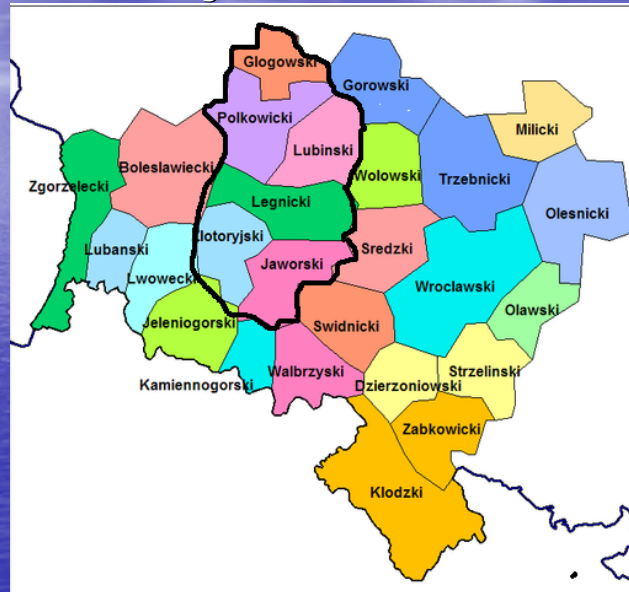 Glogowski
Gorowski
Polkowicki
Milicki
Lubinski
Boleslawiecki
Wolowski
Trzebnicki
Zgorzelecki
Legnicki
Olesnicki
Zlotoryjski
Lubanski
Sredzki
Jaworski
Lwowecki
Wroclawski
Olawski
Jeleniogorski
Swidnicki
Walbrzyski
Strzelinski
Kamiennogorski
Dzierzoniowski
Zabkowicki
Klodzki